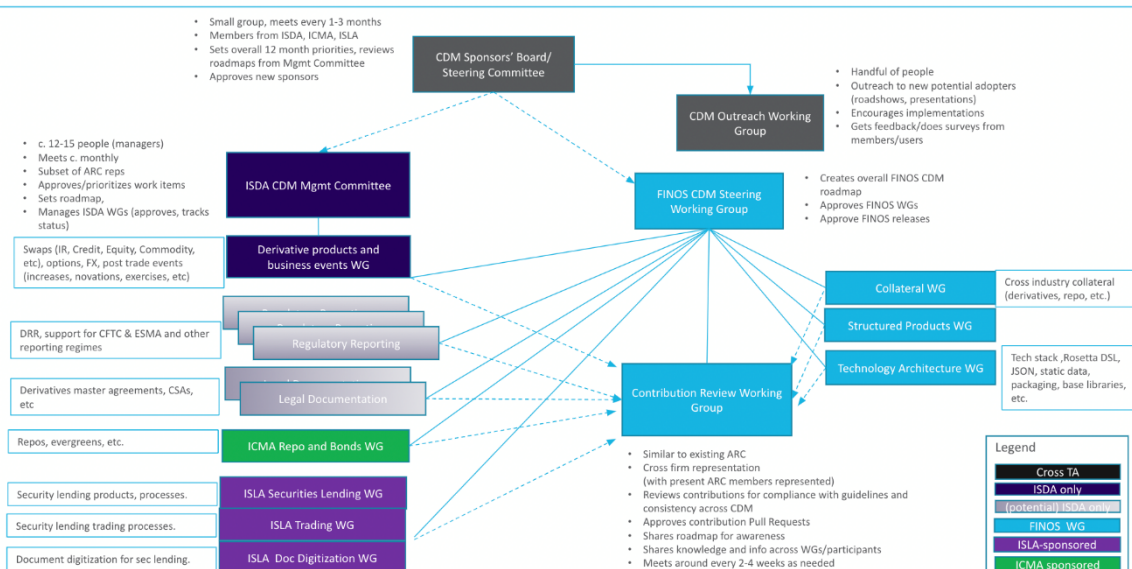 • Small group, meets every 1-3 months
• Members from ISDA, ICMA, ISLA
• Sets overall 12 month priorities, reviews
roadmaps from Mgmt Committee
• Approves new sponsors
CDM Sponsors' Board/
Steering Committee
• Handful of people
• Outreach to new potential adopters
(roadshows, presentations)
• Encourages implementations
• Gets feedback/does surveys from
members/users
CDM Outreach Working
Group
• c. 12-15 people (managers)
• Meets c. monthly
• Subset of ARC reps
• Approves/prioritizes work items
• Sets roadmap,
• Manages ISDA WGs (approves, tracks
status)
ISDA CDM Mgmt Committee
FINOS CDM Steering
Working Group
• Creates overall FINOS CDM
roadmap
• Approves FINOS WGs
• Approve FINOS releases
Swaps (IR, Credit, Equity, Commodity,
etc), options, FX, post trade events
(increases, novations, exercises, etc)
Derivative products and
business events WG
Collateral WG
Cross industry collateral
(derivatives, repo, etc.)
DRR, support for CFTC & ESMA and other
reporting regimes
Regulatory Reporting
Structured Products WG
Technology Architecture WG
Tech stack ,Rosetta DSL,
JSON, static data,
packaging, base libraries,
etc.
Derivatives master agreements, CSAs,
etc
Legal Documentation
Contribution Review Working
Group
Repos, evergreens, etc.
ICMA Repo and Bonds WG
• Similar to existing ARC
• Cross firm representation
(with present ARC members represented)
• Reviews contributions for compliance with guidelines and
consistency across CDM
• Approves contribution Pull Requests
• Shares roadmap for awareness
• Shares knowledge and info across WGs/participants
• Meets around every 2-4 weeks as needed
Security lending products, processes.
ISLA Securities Lending WG
Security lending trading processes.
ISLA Trading WG
Document digitization for sec lending.
ISLA Doc Digitization WG
Legend
Cross TA
ISDA only
(potential) ISDA only
FINOS WG
ISLA-sponsored
ICMA sponsored